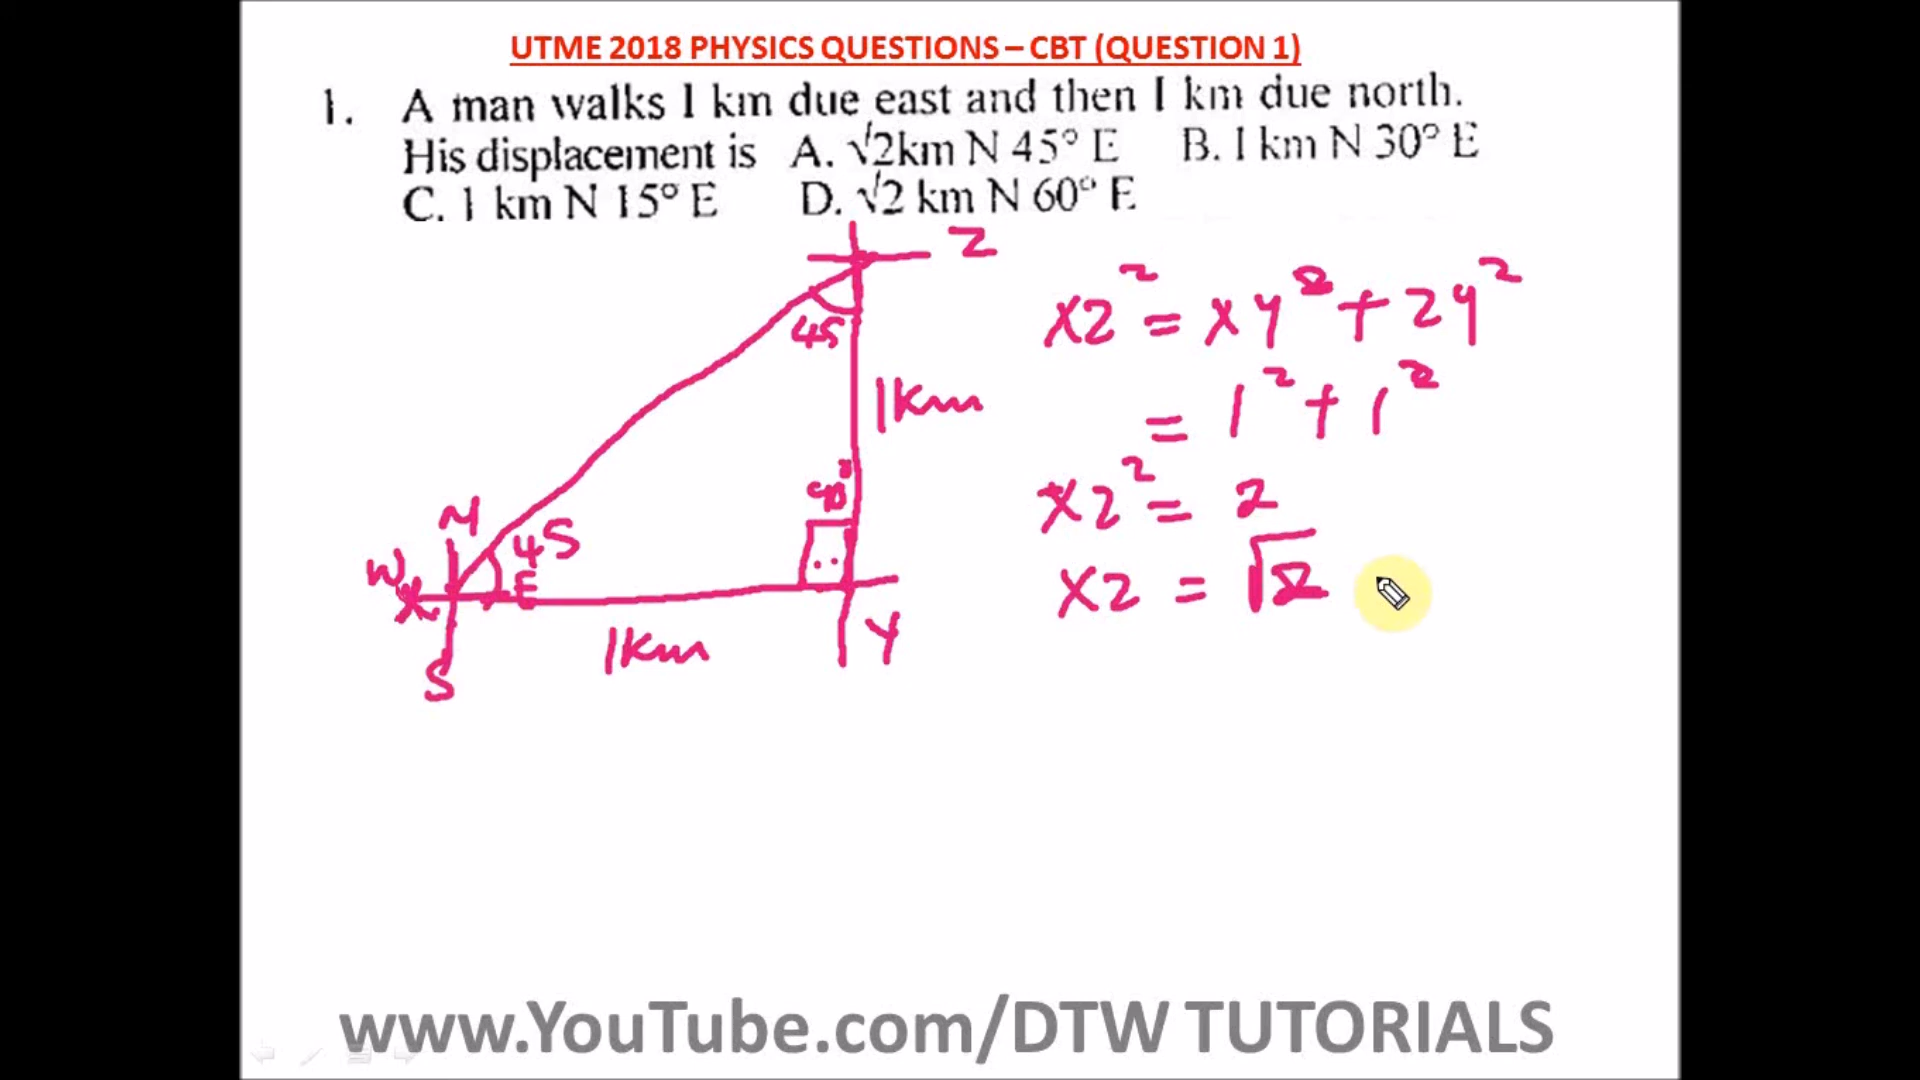 UTME 2018 PHYSICS QUESTIONS – CBT (QUESTION 1)
1. A man walks 1 km due east and then 1 km due north.
His displacement is A. √2km N 45° E B. 1 km N 30° E
C. 1 km N 15° E D. √2 km N 60° E
Z
45
1km
90°
N
45
W
X
E
1km
Y
S
XZ² = XY² + ZY²
= 1² + 1²
XZ² = 2
XZ = √2
www.YouTube.com/DTW TUTORIALS